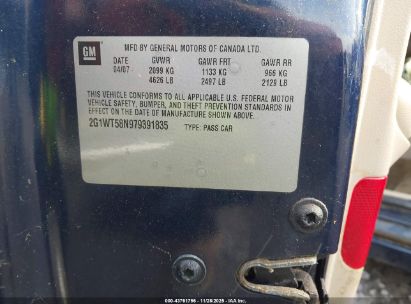 GM
MFD BY GENERAL MOTORS OF CANADA LTD.
DATE GVWR GAWR FRT GAWR RR
04/07 2099 KG 1133 KG 966 KG
4626 LB 2497 LB 2129 LB
THIS VEHICLE CONFORMS TO ALL APPLICABLE U.S. FEDERAL MOTOR
VEHICLE SAFETY, BUMPER, AND THEFT PREVENTION STANDARDS
IN EFFECT ON THE DATE OF MANUFACTURE SHOWN ABOVE.
2G1WT58N979391835 TYPE: PASS CAR